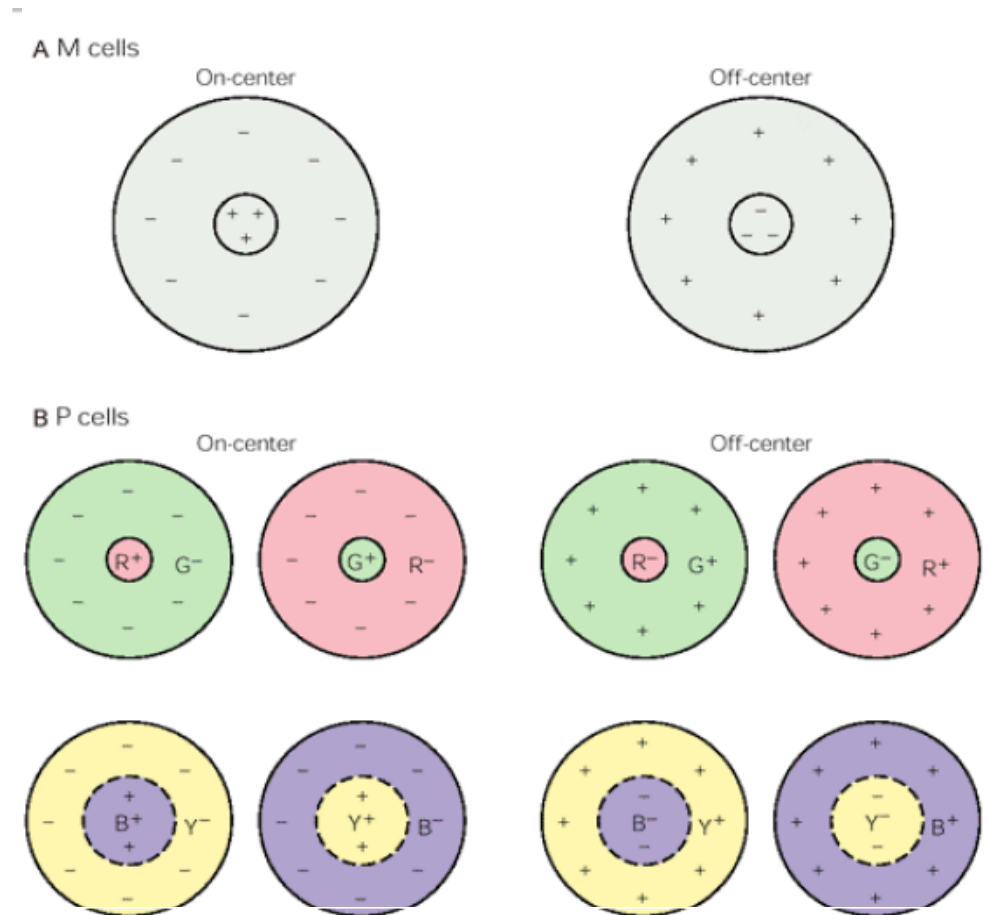 A M cells
On-center Off-center
− + 
− − + +
+ + −
− − + +
+ − −
− − + +
− +
B P cells
On-center Off-center
− − + +
− − − − + + + +
− R⁺ G⁻ − G⁺ R⁻ + R⁻ G⁺ + G⁻ R⁺
− − − − + + + +
− − + +
− − + +
− − − − + + + +
+ + − −
− B⁺ Y⁻ − Y⁺ B⁻ + B⁻ Y⁺ + Y⁻ B⁺
+ + − −
− − − − + + + +
− − + +